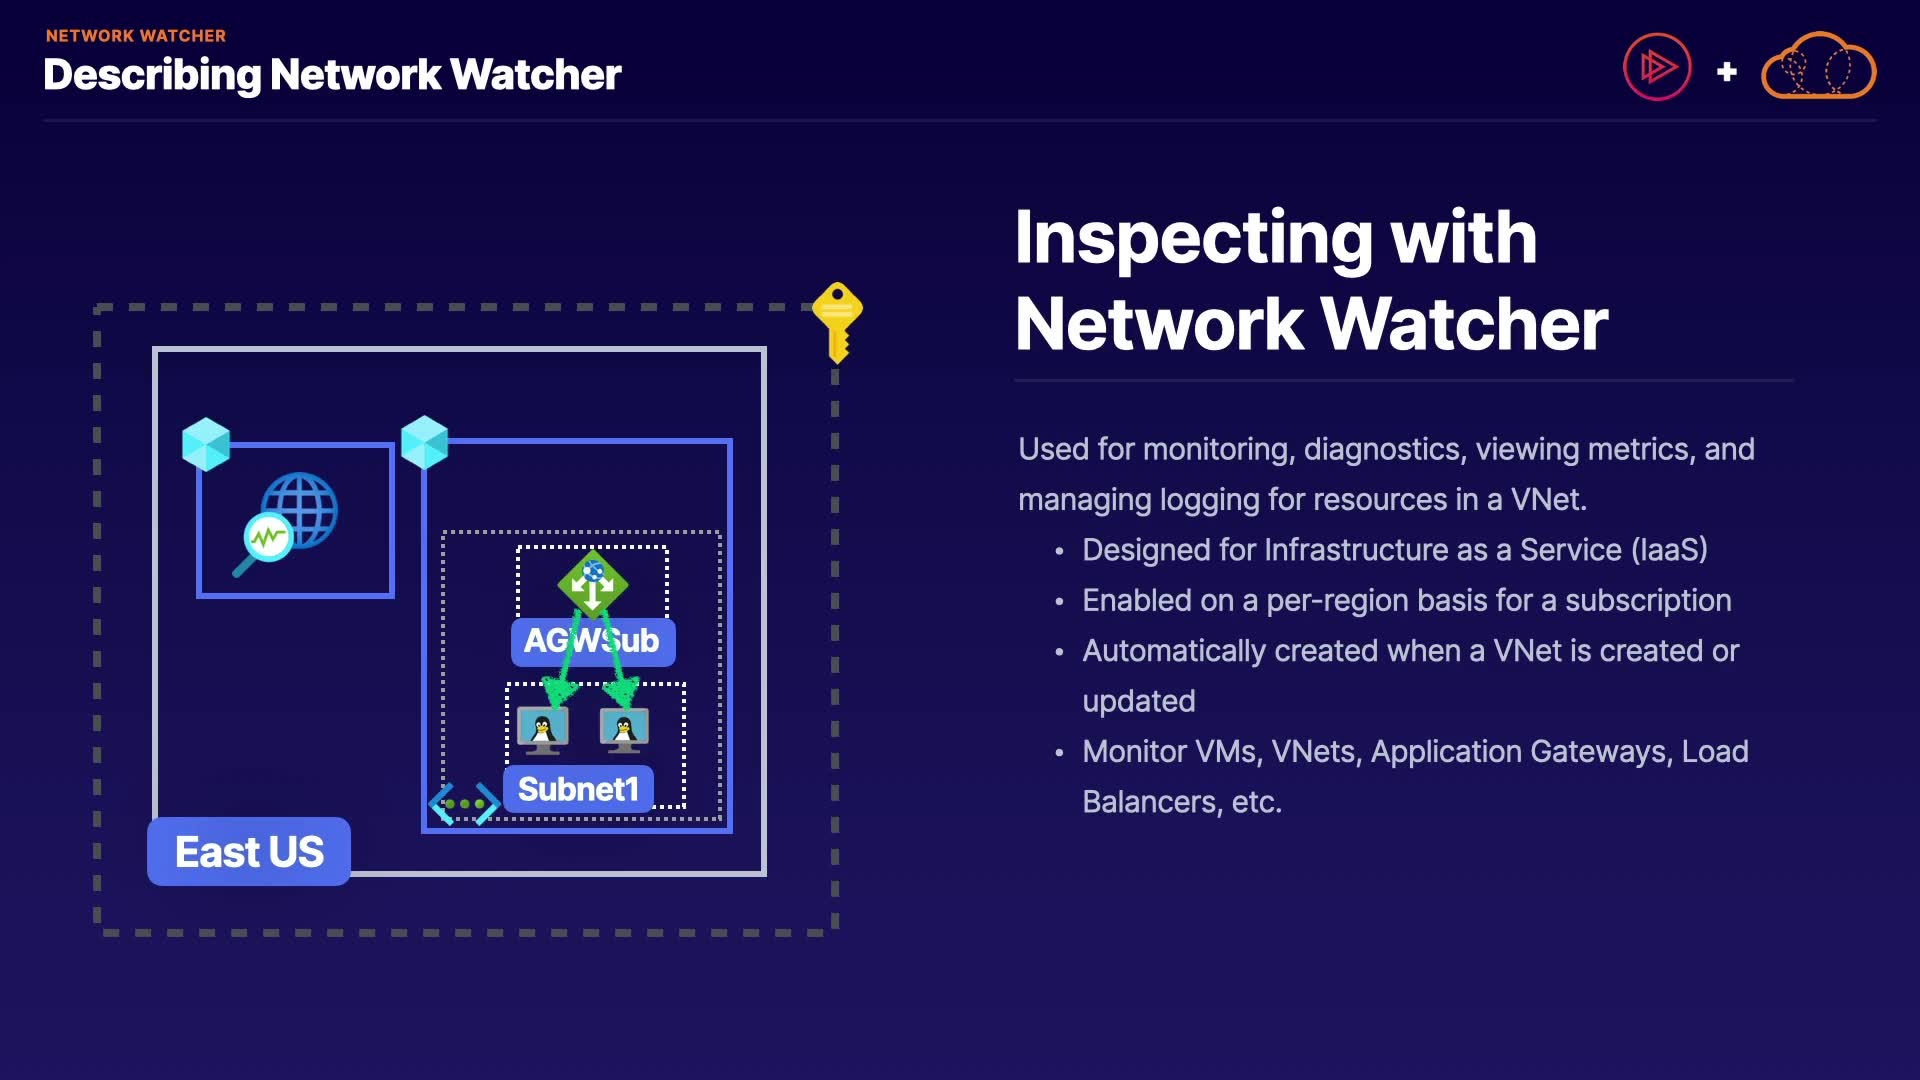 NETWORK WATCHER
Describing Network Watcher
Inspecting with
Network Watcher
Used for monitoring, diagnostics, viewing metrics, and
managing logging for resources in a VNet.
• Designed for Infrastructure as a Service (IaaS)
• Enabled on a per-region basis for a subscription
• Automatically created when a VNet is created or
updated
• Monitor VMs, VNets, Application Gateways, Load
Balancers, etc.
AGWSub
Subnet1
East US